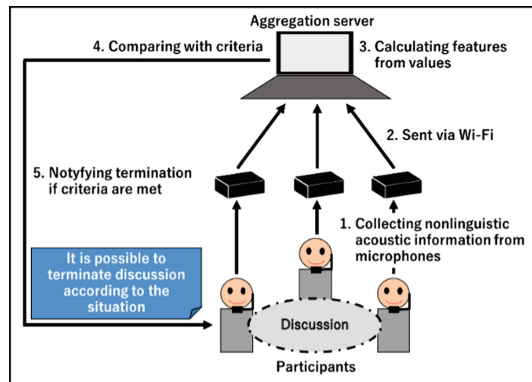 Aggregation server
4. Comparing with criteria
3. Calculating features
from values
2. Sent via Wi-Fi
5. Notyfying termination
if criteria are met
1. Collecting nonlinguistic
acoustic information from
microphones
It is possible to
terminate discussion
according to the
situation
Discussion
Participants